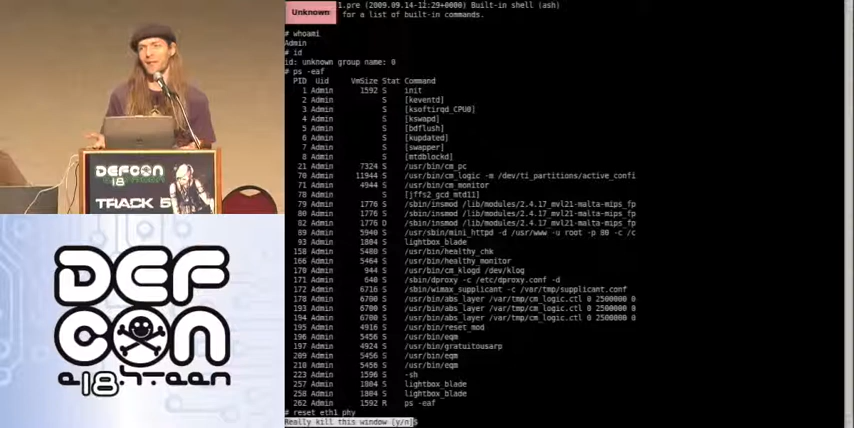 DEFCON
18
TRACK 5
DEF
CON
e18.hteen
Unknown
1.pre (2009.09.14-12:29+0000) Built-in shell (ash)
for a list of built-in commands.
# whoami
Admin
# id
id: unknown group name: 0
# ps -eaf
PID Uid VmSize Stat Command
1 Admin 1592 S init
2 Admin S [keventd]
3 Admin S [ksoftirqd_CPU0]
4 Admin S [kswapd]
5 Admin S [bdflush]
6 Admin S [kupdated]
7 Admin S [swapper]
8 Admin S [mtdblockd]
21 Admin 7324 S /usr/bin/cm_pc
70 Admin 11944 S /usr/bin/cm_logic -m /dev/ti_partitions/active_confi
71 Admin 4944 S /usr/bin/cm_monitor
78 Admin S [jffs2_gcd_mtd11]
79 Admin 1776 S /sbin/insmod /lib/modules/2.4.17_mvl21-malta-mips_fp
80 Admin 1776 S /sbin/insmod /lib/modules/2.4.17_mvl21-malta-mips_fp
82 Admin 1776 D /sbin/insmod /lib/modules/2.4.17_mvl21-malta-mips_fp
89 Admin 5940 S /usr/sbin/mini_httpd -d /usr/www -u root -p 80 -c /c
93 Admin 1804 S lightbox_blade
158 Admin 5480 S /usr/bin/healthy_chk
166 Admin 5464 S /usr/bin/healthy_monitor
170 Admin 944 S /usr/bin/cm_klogd /dev/klog
171 Admin 640 S /sbin/dproxy -c /etc/dproxy.conf -d
172 Admin 6716 S /sbin/wimax_supplicant -c /var/tmp/supplicant.conf
178 Admin 6700 S /usr/bin/abs_layer /var/tmp/cm_logic.ctl 0 2500000 0
193 Admin 6700 S /usr/bin/abs_layer /var/tmp/cm_logic.ctl 0 2500000 0
194 Admin 6700 S /usr/bin/abs_layer /var/tmp/cm_logic.ctl 0 2500000 0
195 Admin 4916 S /usr/bin/reset_mod
196 Admin 5456 S /usr/bin/eqm
197 Admin 4924 S /usr/bin/gratuitousarp
209 Admin 5456 S /usr/bin/eqm
210 Admin 5456 S /usr/bin/eqm
223 Admin 1596 S -sh
257 Admin 1804 S lightbox_blade
258 Admin 1804 S lightbox_blade
262 Admin 1592 R ps -eaf
# reset eth1 phy
Really kill this window [y/n]